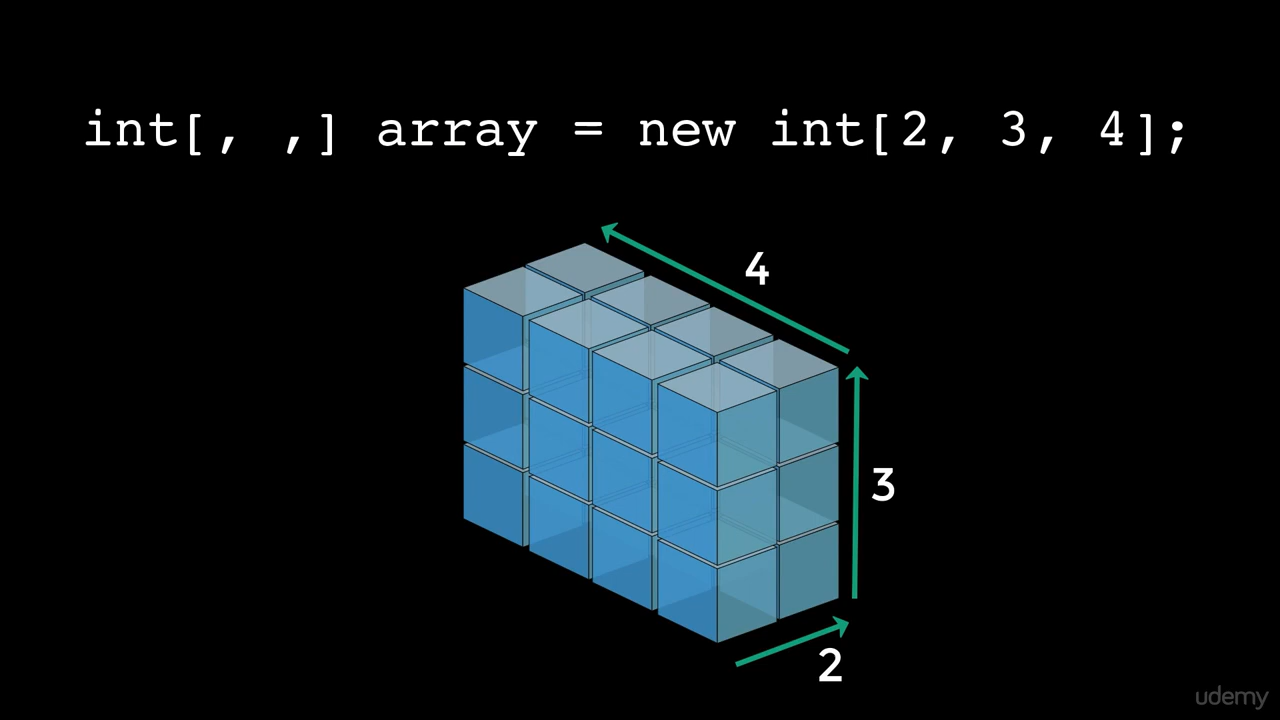 int[, ,] array = new int[2, 3, 4];
4
3
2
udemy